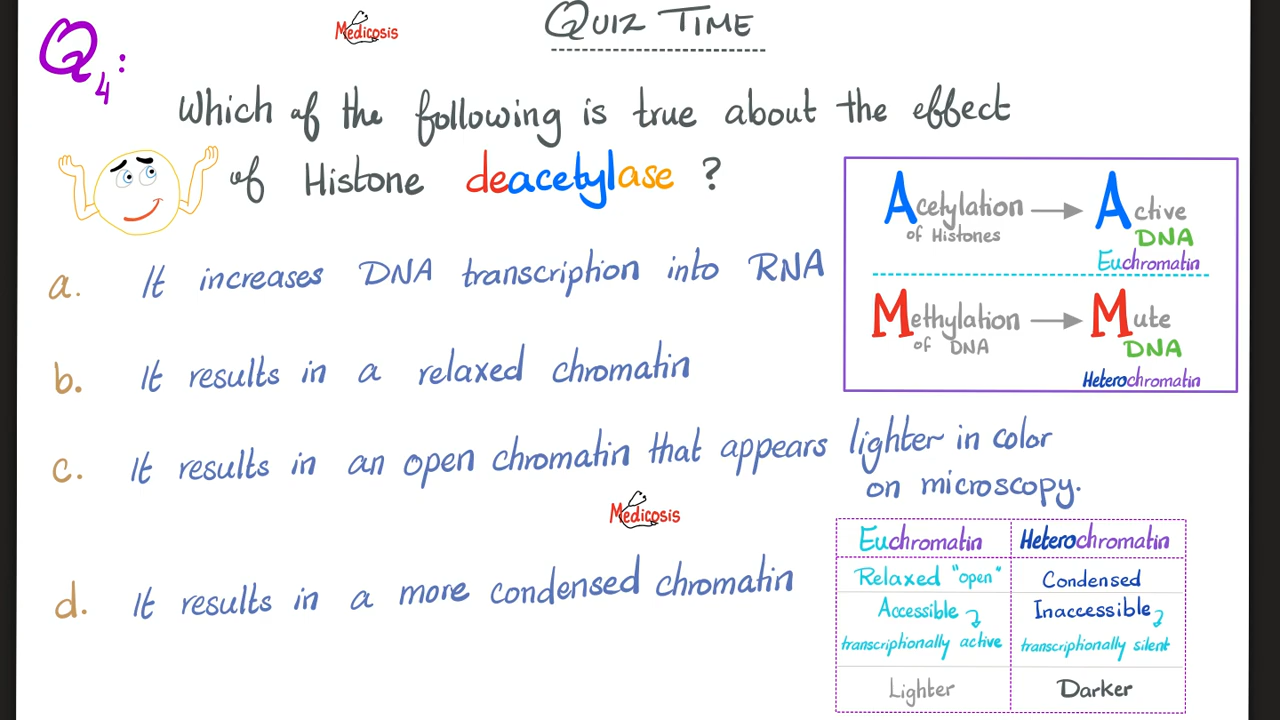 Q4:
Medicosis
QUIZ TIME
Which of the following is true about the effect
of Histone deacetylase ?
a. It increases DNA transcription into RNA
b. It results in a relaxed chromatin
c. It results in an open chromatin that appears lighter in color
on microscopy.
d. It results in a more condensed chromatin
Medicosis
Acetylation → Active
of Histones DNA
Euchromatin
Methylation → Mute
of DNA DNA
Heterochromatin
Euchromatin Heterochromatin
Relaxed "open" Condensed
Accessible Inaccessible
transcriptionally active transcriptionally silent
Lighter Darker